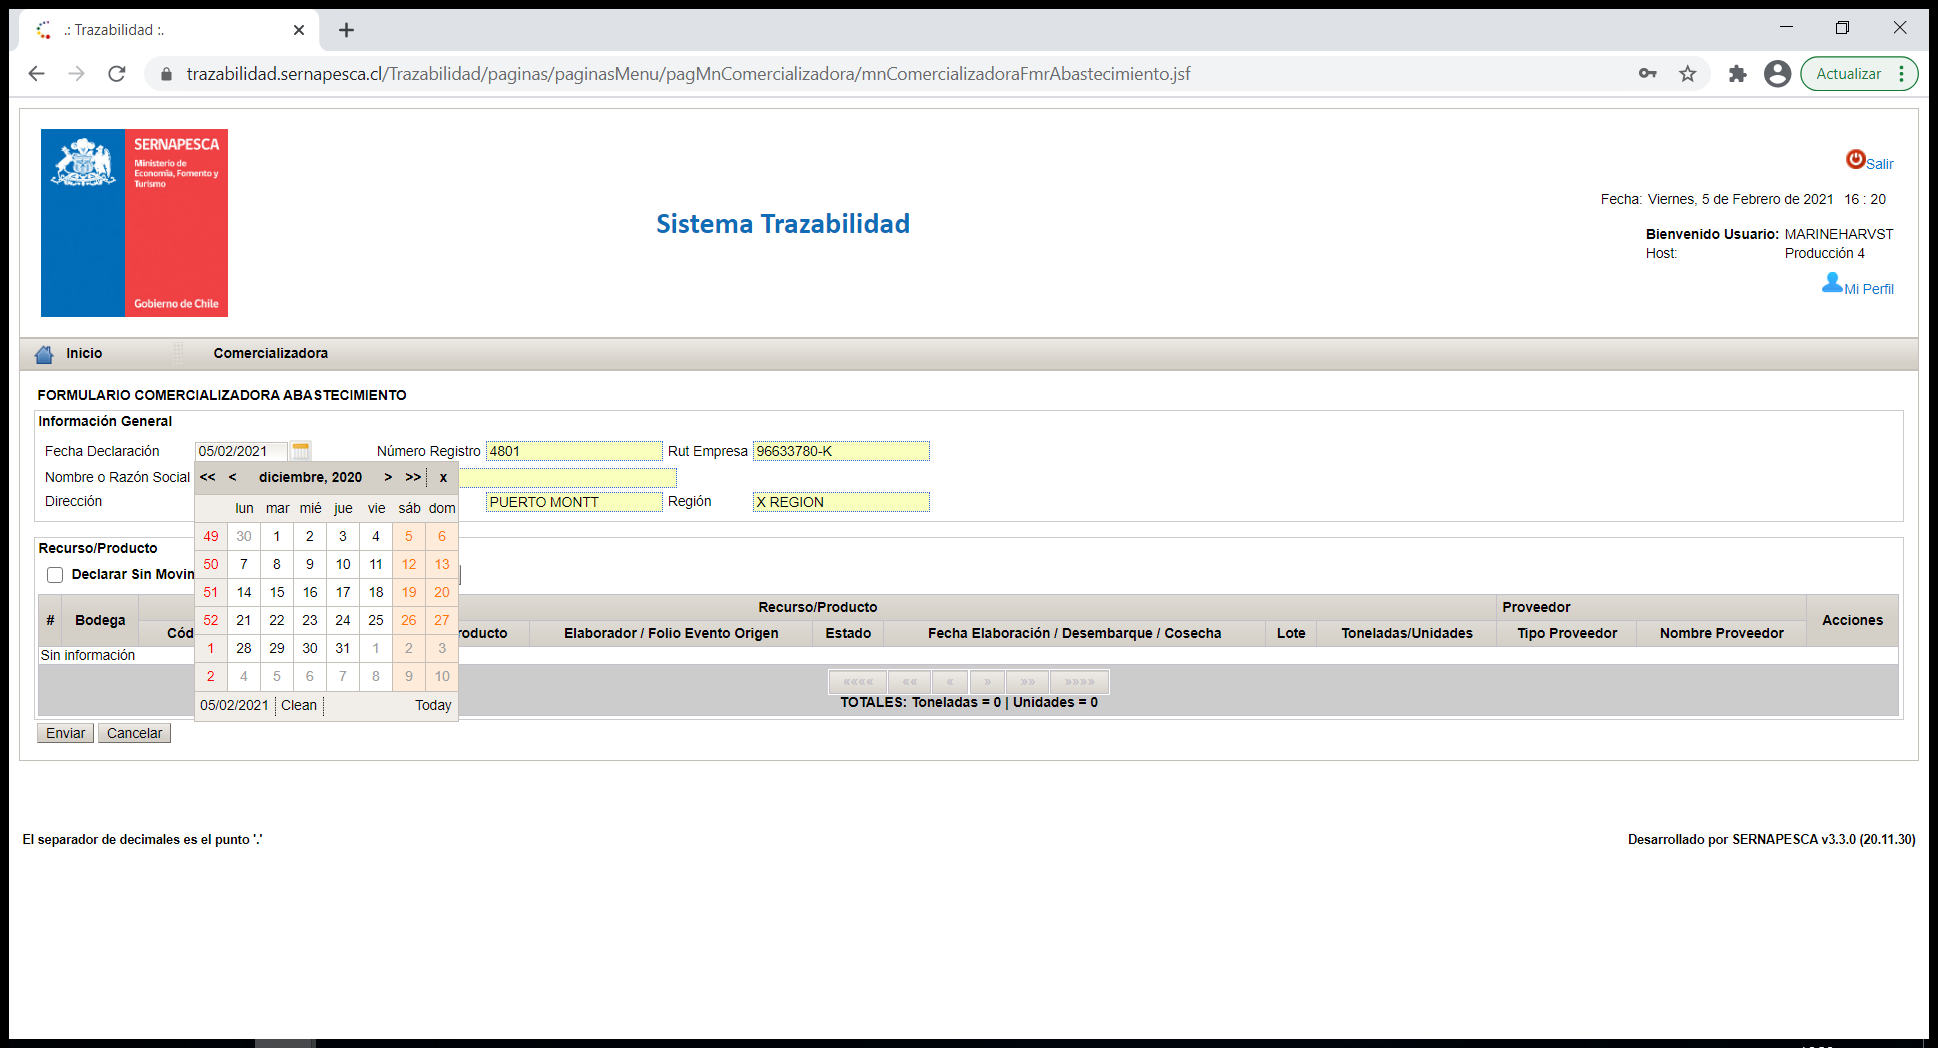 .: Trazabilidad :.
trazabilidad.sernapesca.cl/Trazabilidad/paginas/paginasMenu/pagMnComercializadora/mnComercializadoraFmrAbastecimiento.jsf
Actualizar
SERNAPESCA
Ministerio de
Economía, Fomento y
Turismo
Gobierno de Chile
Sistema Trazabilidad
Salir
Fecha: Viernes, 5 de Febrero de 2021 16 : 20
Bienvenido Usuario: MARINEHARVST
Host: Producción 4
Mi Perfil
Inicio Comercializadora
FORMULARIO COMERCIALIZADORA ABASTECIMIENTO
Información General
Fecha Declaración 05/02/2021 Número Registro 4801 Rut Empresa 96633780-K
Nombre o Razón Social
Dirección PUERTO MONTT Región X REGION
<< < diciembre, 2020 > >> x
lun mar mié jue vie sáb dom
49 30 1 2 3 4 5 6
50 7 8 9 10 11 12 13
51 14 15 16 17 18 19 20
52 21 22 23 24 25 26 27
1 28 29 30 31 1 2 3
2 4 5 6 7 8 9 10
05/02/2021 Clean Today
Recurso/Producto
Declarar Sin Movin
# Bodega Recurso/Producto Proveedor Acciones
Cód roducto Elaborador / Folio Evento Origen Estado Fecha Elaboración / Desembarque / Cosecha Lote Toneladas/Unidades Tipo Proveedor Nombre Proveedor
Sin información
«««« «« « » »» »»»»
TOTALES: Toneladas = 0 | Unidades = 0
Enviar Cancelar
El separador de decimales es el punto '.'
Desarrollado por SERNAPESCA v3.3.0 (20.11.30)